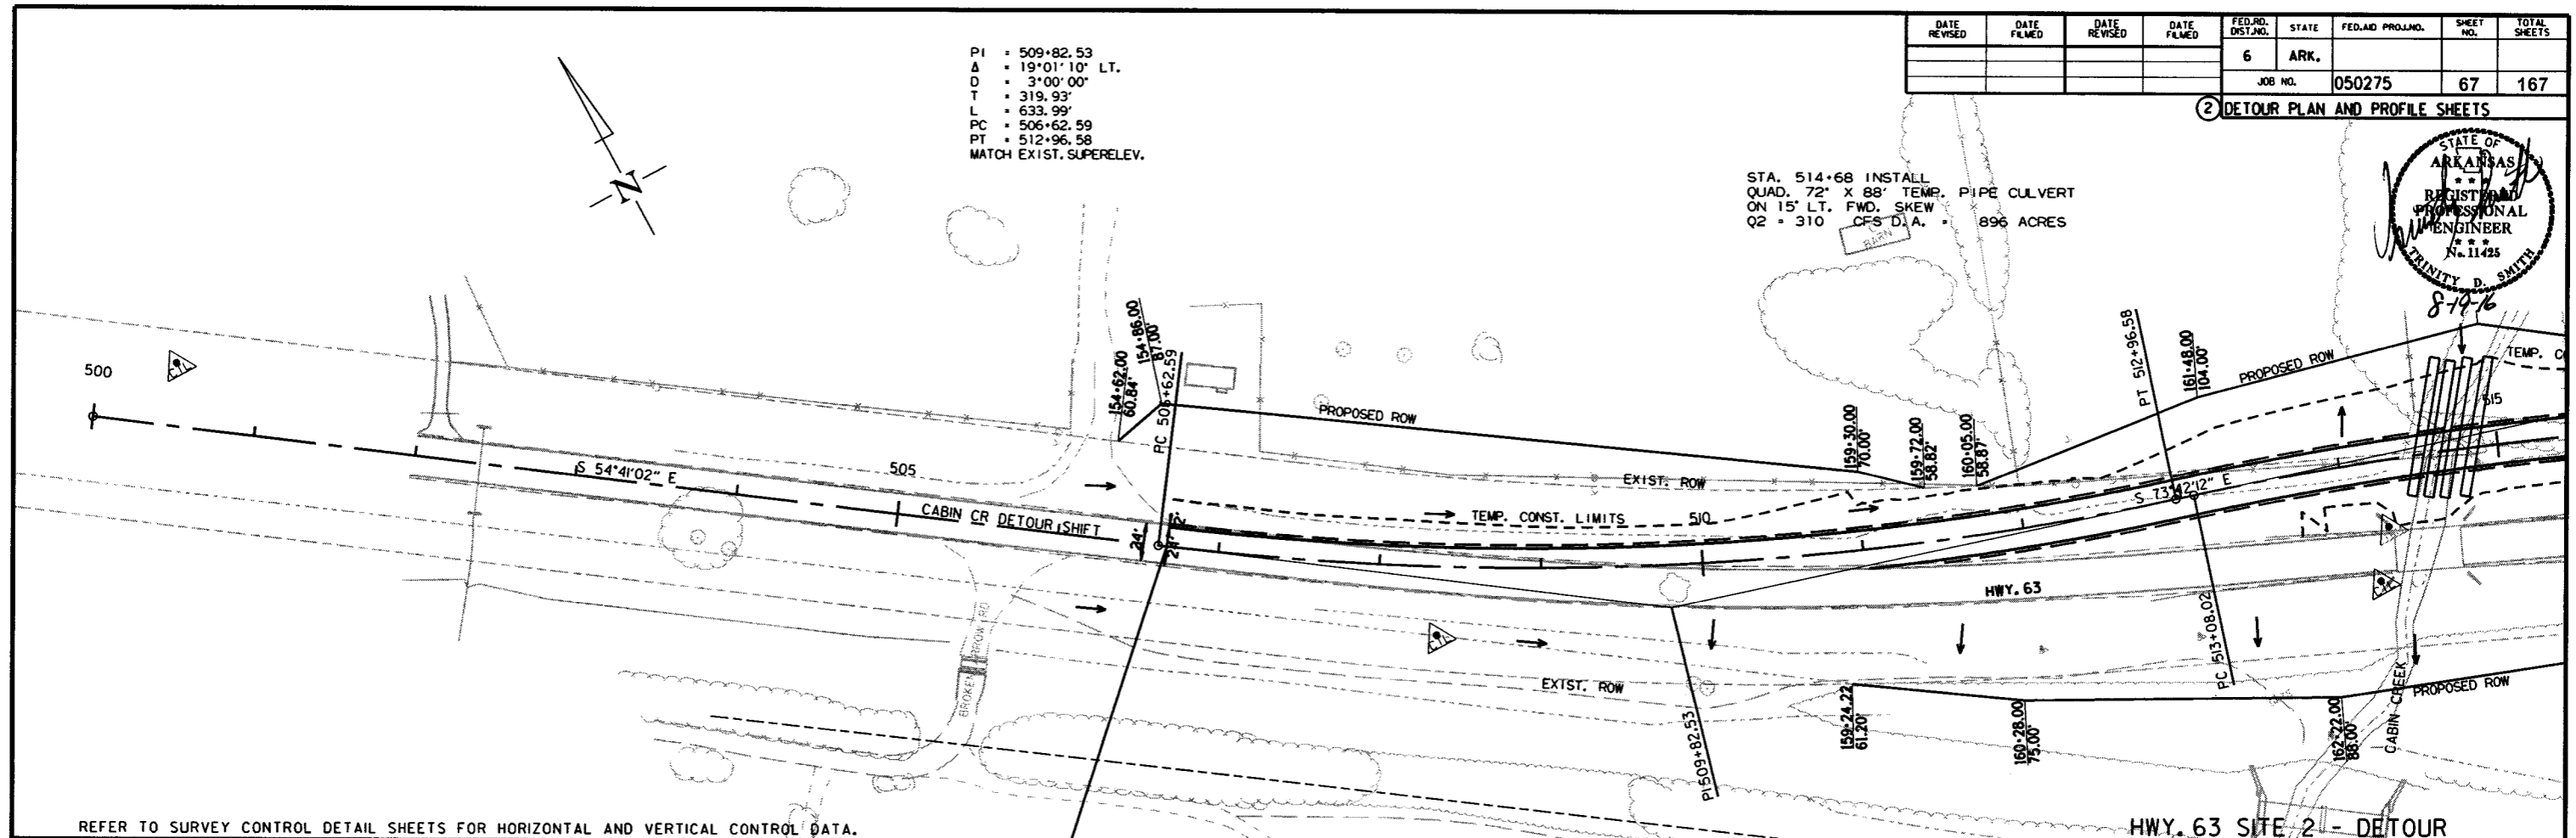 DATE REVISED
DATE FILMED
DATE REVISED
DATE FILMED
FED.RD. DIST.NO.
STATE
FED.AID PROJ.NO.
SHEET NO.
TOTAL SHEETS
6
ARK.
JOB NO.
050275
67
167
2 DETOUR PLAN AND PROFILE SHEETS
PI = 509+82.53
Δ = 19°01'10" LT.
D = 3°00'00"
T = 319.93'
L = 633.99'
PC = 506+62.59
PT = 512+96.58
MATCH EXIST. SUPERELEV.
N
STA. 514+68 INSTALL
QUAD. 72" X 88' TEMP. PIPE CULVERT
ON 15° LT. FWD. SKEW
Q2 = 310 CFS D.A. = 896 ACRES
BARN
STATE OF
ARKANSAS
REGISTERED
PROFESSIONAL
ENGINEER
No. 11425
TRINITY D. SMITH
8-19-16
500
S 54°41'02" E
505
CABIN CR DETOUR SHIFT
154+62.00
60.84'
154+86.00
87.00'
PC 506+62.59
24'
PROPOSED ROW
EXIST. ROW
TEMP. CONST. LIMITS
510
159+30.00
70.00'
159+72.00
58.82'
160+05.00
58.87'
PT 512+96.58
161+48.00
104.00'
PROPOSED ROW
TEMP. C
515
S 73°42'12" E
HWY. 63
BROKEN ARROW RD
EXIST. ROW
PI 509+82.53
159+24.22
61.20'
160+28.00
75.00'
PC 513+08.02
162+22.00
88.00'
CABIN CREEK
PROPOSED ROW
REFER TO SURVEY CONTROL DETAIL SHEETS FOR HORIZONTAL AND VERTICAL CONTROL DATA.
HWY. 63 SITE 2 - DETOUR